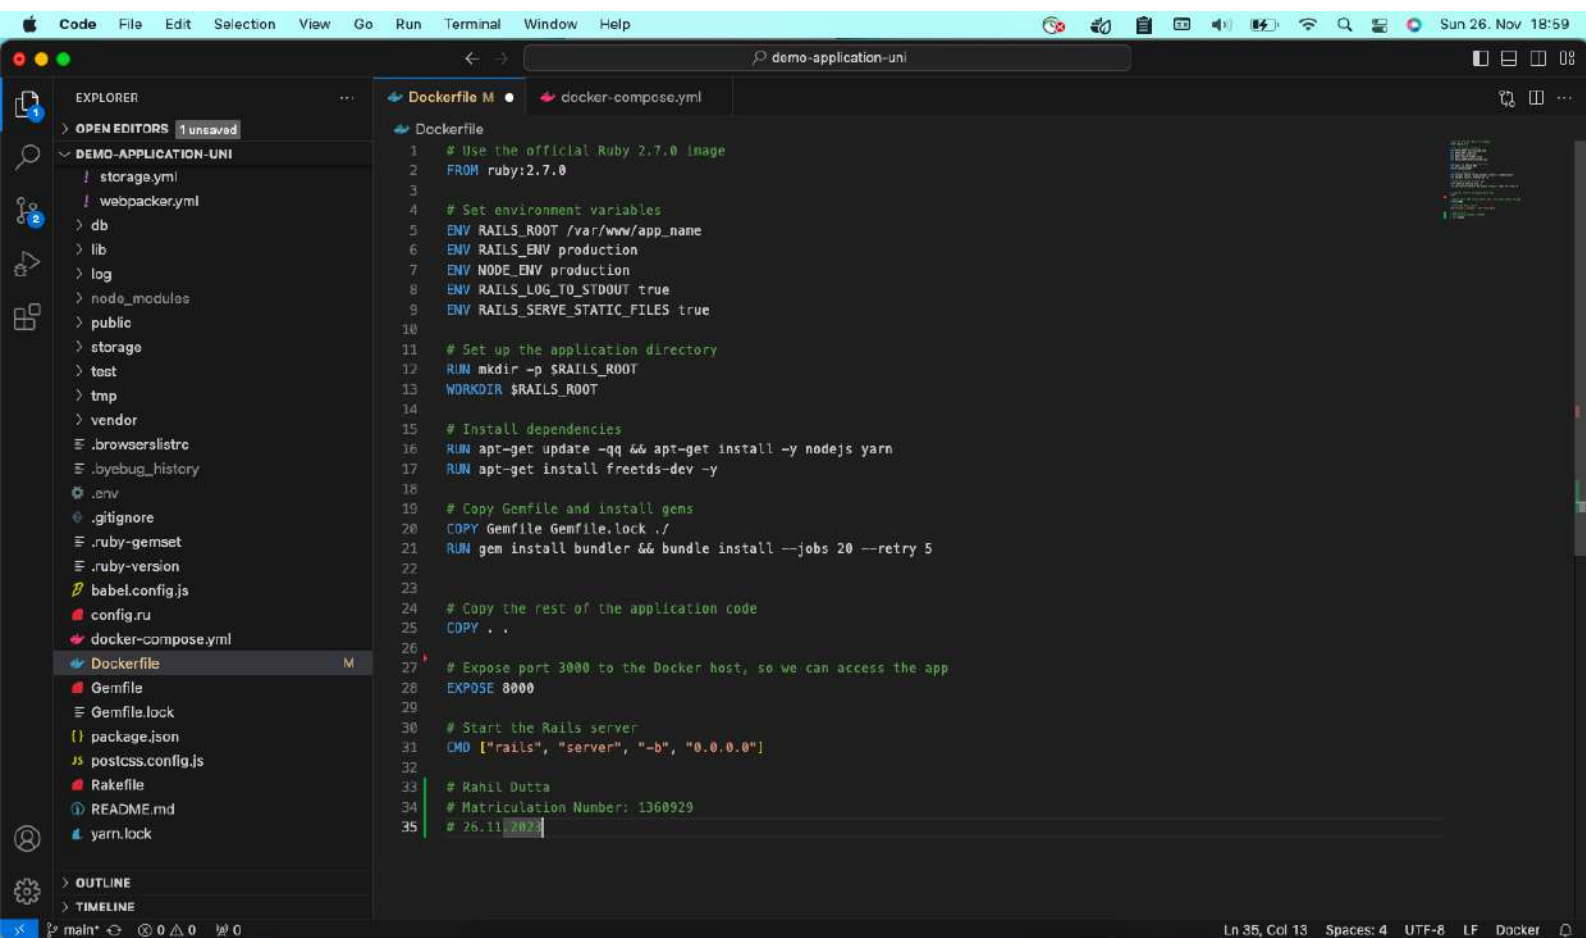 Code File Edit Selection View Go Run Terminal Window Help Sun 26. Nov 18:59
demo-application-uni
EXPLORER
OPEN EDITORS 1 unsaved
DEMO-APPLICATION-UNI
storage.yml
webpacker.yml
db
lib
log
node_modules
public
storage
test
tmp
vendor
.browserslistrc
.byebug_history
.env
.gitignore
.ruby-gemset
.ruby-version
babel.config.js
config.ru
docker-compose.yml
Dockerfile M
Gemfile
Gemfile.lock
package.json
postcss.config.js
Rakefile
README.md
yarn.lock
OUTLINE
TIMELINE
Dockerfile M docker-compose.yml
Dockerfile
1 # Use the official Ruby 2.7.0 image
2 FROM ruby:2.7.0
3
4 # Set environment variables
5 ENV RAILS_ROOT /var/www/app_name
6 ENV RAILS_ENV production
7 ENV NODE_ENV production
8 ENV RAILS_LOG_TO_STDOUT true
9 ENV RAILS_SERVE_STATIC_FILES true
10
11 # Set up the application directory
12 RUN mkdir -p $RAILS_ROOT
13 WORKDIR $RAILS_ROOT
14
15 # Install dependencies
16 RUN apt-get update -qq && apt-get install -y nodejs yarn
17 RUN apt-get install freetds-dev -y
18
19 # Copy Gemfile and install gems
20 COPY Gemfile Gemfile.lock ./
21 RUN gem install bundler && bundle install --jobs 20 --retry 5
22
23
24 # Copy the rest of the application code
25 COPY . .
26
27 # Expose port 3000 to the Docker host, so we can access the app
28 EXPOSE 8000
29
30 # Start the Rails server
31 CMD ["rails", "server", "-b", "0.0.0.0"]
32
33 # Rahil Dutta
34 # Matriculation Number: 1360929
35 # 26.11.2023
main* 0 0 0 Ln 35, Col 13 Spaces: 4 UTF-8 LF Docker